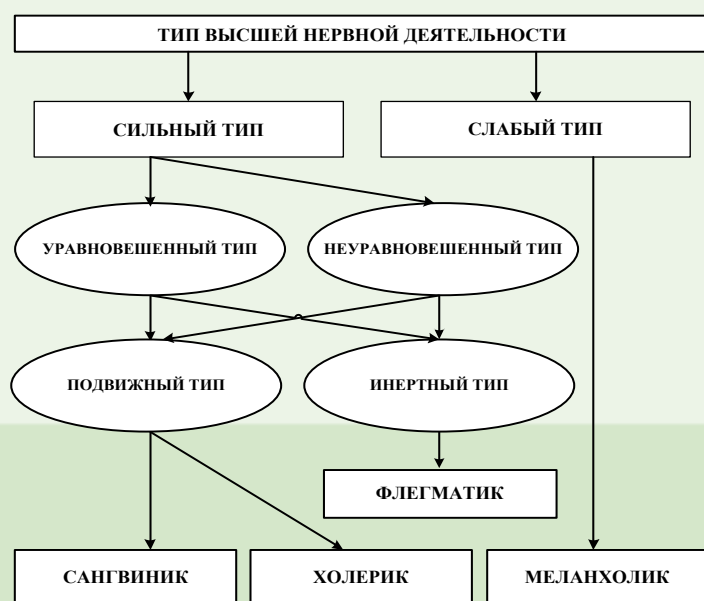 ТИП ВЫСШЕЙ НЕРВНОЙ ДЕЯТЕЛЬНОСТИ
СИЛЬНЫЙ ТИП
СЛАБЫЙ ТИП
УРАВНОВЕШЕННЫЙ ТИП
НЕУРАВНОВЕШЕННЫЙ ТИП
ПОДВИЖНЫЙ ТИП
ИНЕРТНЫЙ ТИП
ФЛЕГМАТИК
САНГВИНИК
ХОЛЕРИК
МЕЛАНХОЛИК